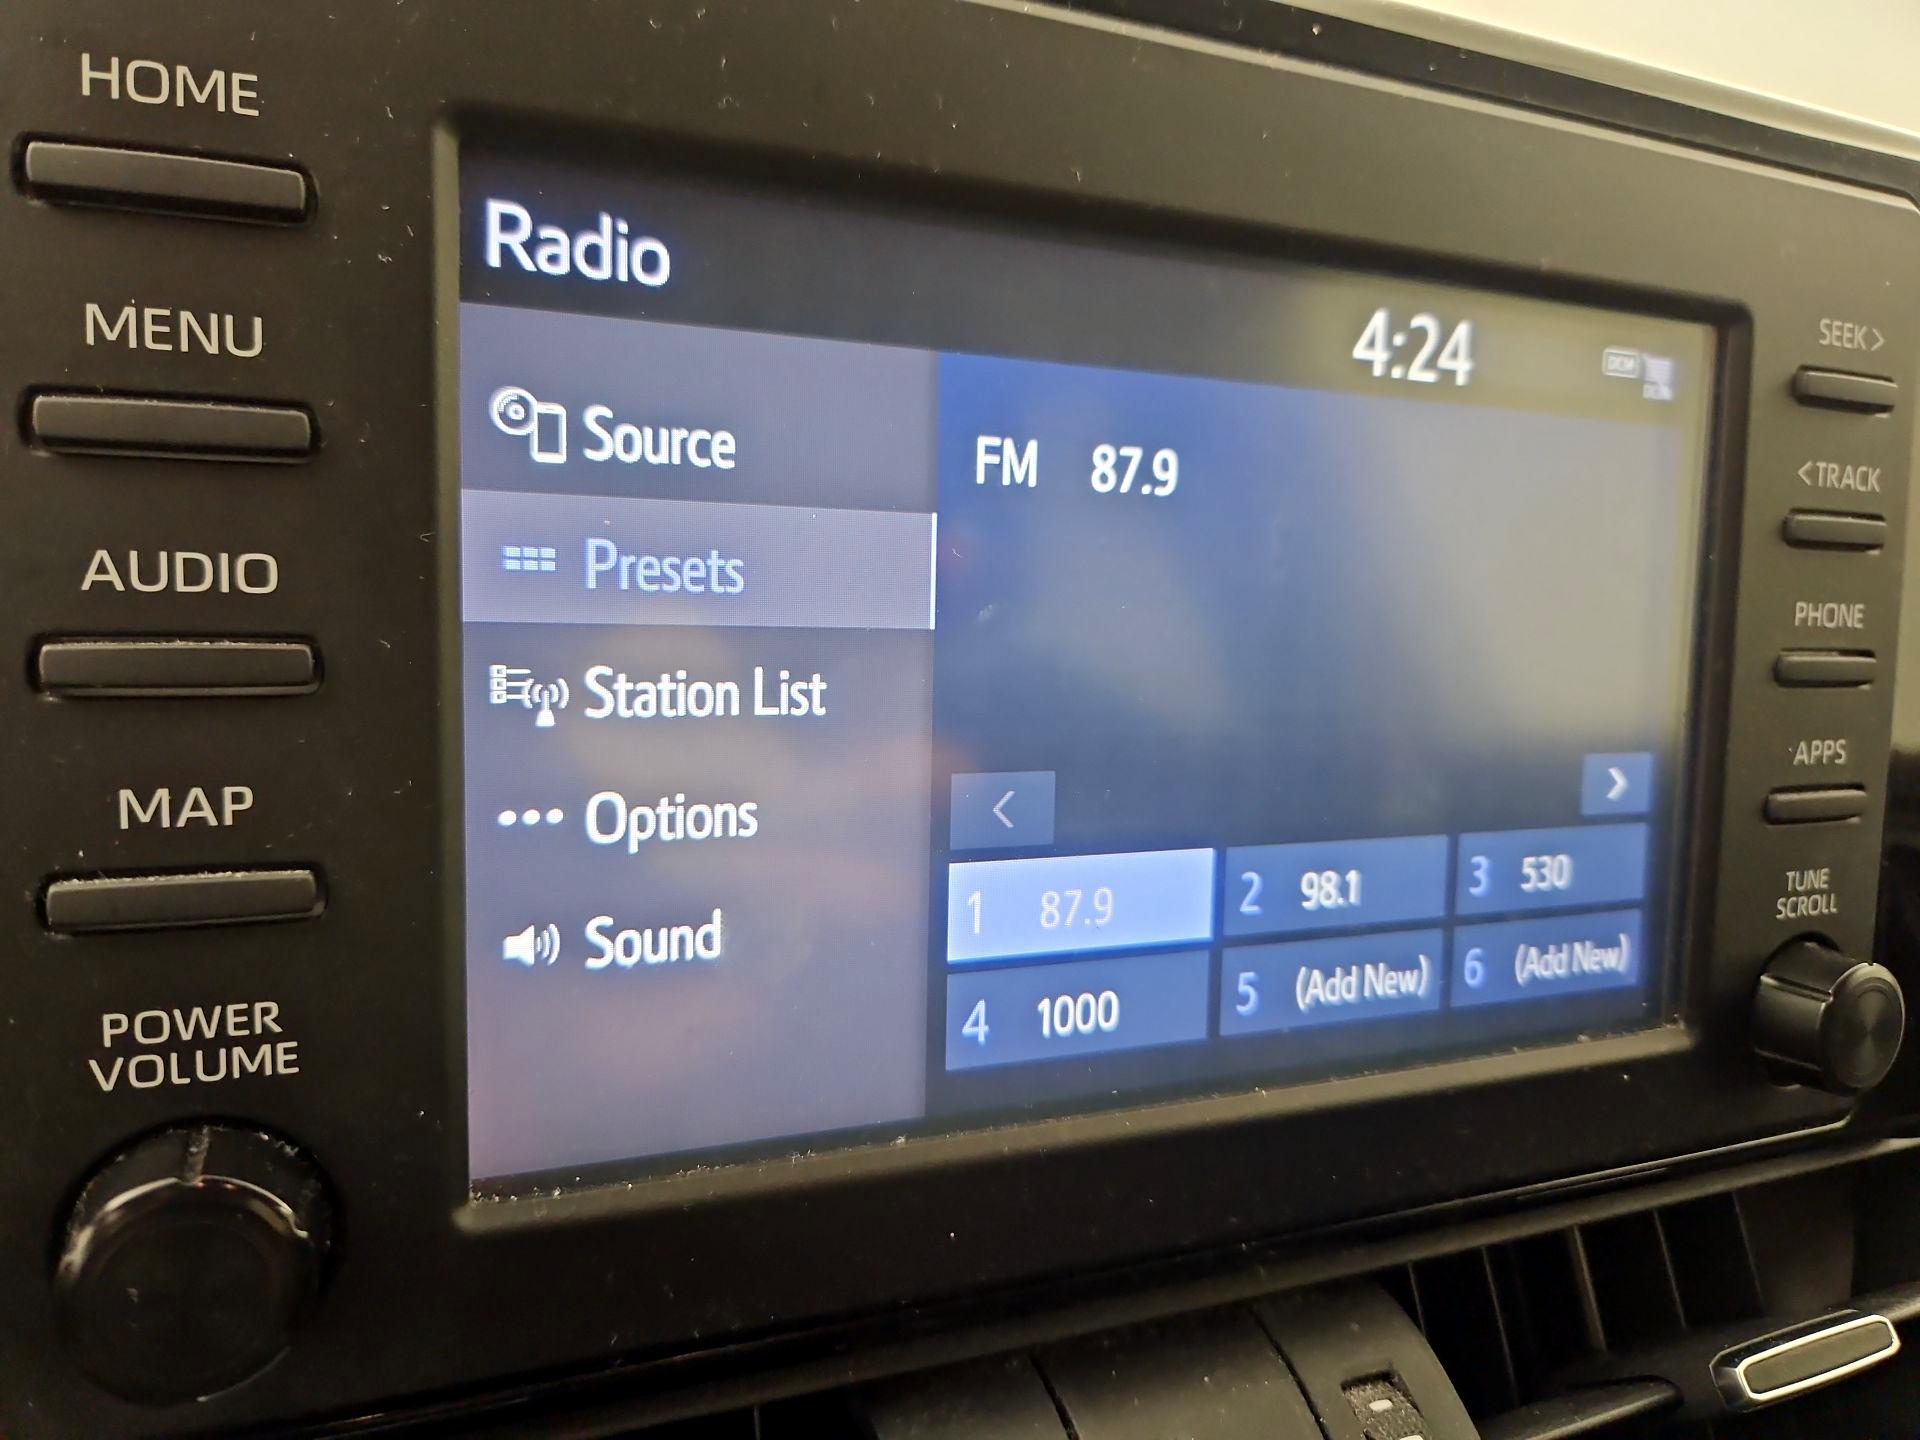 HOME
MENU
AUDIO
MAP
POWER
VOLUME
Radio
4:24
DCM
Source
Presets
Station List
Options
Sound
FM 87.9
<
>
1 87.9
2 98.1
3 530
4 1000
5 (Add New)
6 (Add New)
SEEK >
< TRACK
PHONE
APPS
TUNE
SCROLL